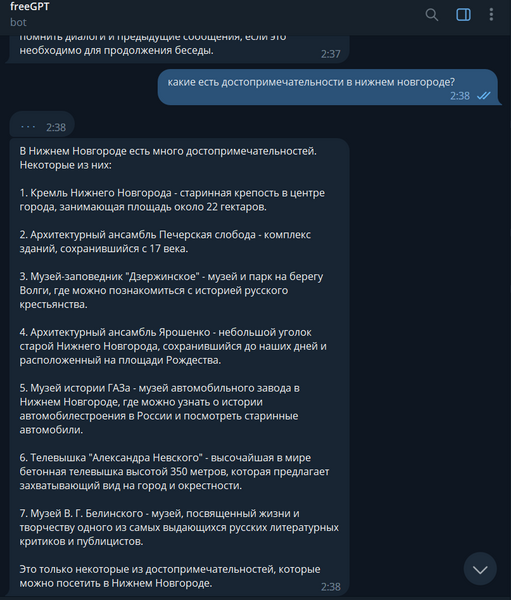 freeGPT
bot
помнить диалоги и предыдущие сообщения, если это
необходимо для продолжения беседы.
2:37
какие есть достопримечательности в нижнем новгороде?
2:38
... 2:38
В Нижнем Новгороде есть много достопримечательностей.
Некоторые из них:
1. Кремль Нижнего Новгорода - старинная крепость в центре
города, занимающая площадь около 22 гектаров.
2. Архитектурный ансамбль Печерская слобода - комплекс
зданий, сохранившийся с 17 века.
3. Музей-заповедник "Дзержинское" - музей и парк на берегу
Волги, где можно познакомиться с историей русского
крестьянства.
4. Архитектурный ансамбль Ярошенко - небольшой уголок
старой Нижнего Новгорода, сохранившийся до наших дней и
расположенный на площади Рождества.
5. Музей истории ГАЗа - музей автомобильного завода в
Нижнем Новгороде, где можно узнать о истории
автомобилестроения в России и посмотреть старинные
автомобили.
6. Телевышка "Александра Невского" - высочайшая в мире
бетонная телевышка высотой 350 метров, которая предлагает
захватывающий вид на город и окрестности.
7. Музей В. Г. Белинского - музей, посвященный жизни и
творчеству одного из самых выдающихся русских литературных
критиков и публицистов.
Это только некоторые из достопримечательностей, которые
можно посетить в Нижнем Новгороде.
2:38